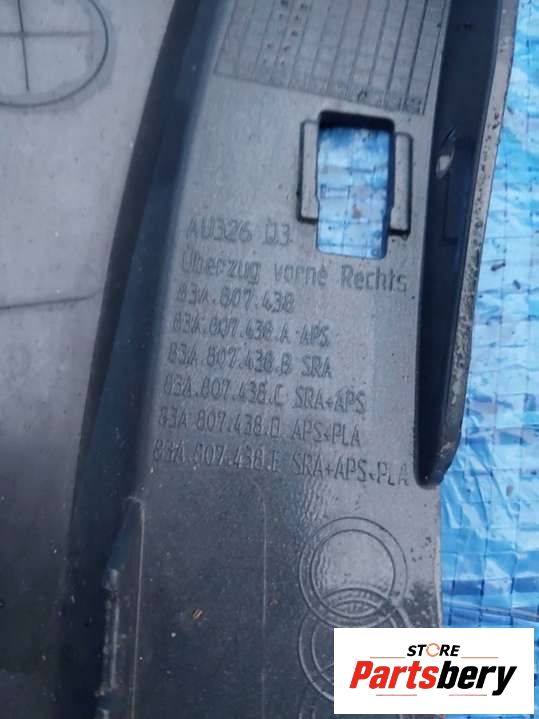 AU326 Q3
Überzug vorne Rechts
83A.807.438
83A.807.438.A APS
83A.807.438.B SRA
83A.807.438.C SRA+APS
83A.807.438.D APS+PLA
83A.807.438.E SRA+APS+PLA
STORE
Partsbery